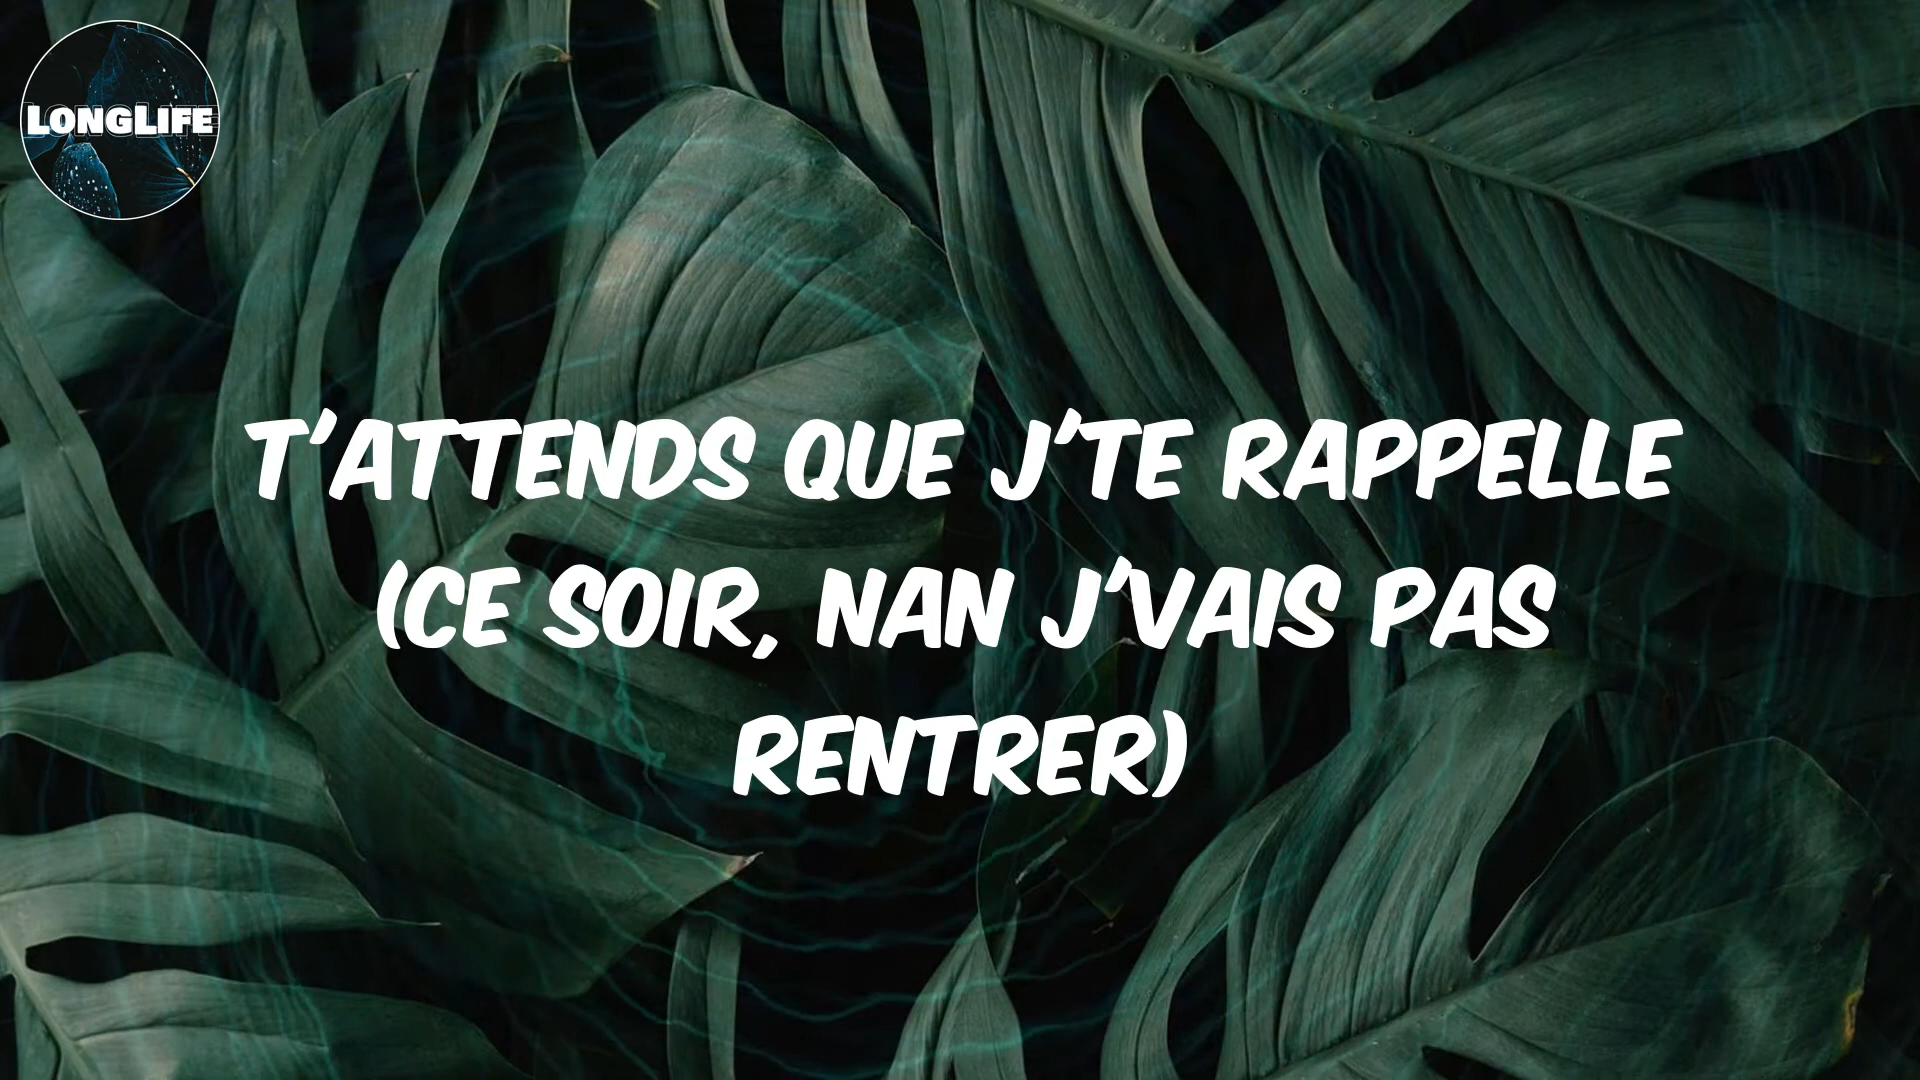 LONGLIFE
T'ATTENDS QUE J'TE RAPPELLE
(CE SOIR, NAN J'VAIS PAS
RENTRER)